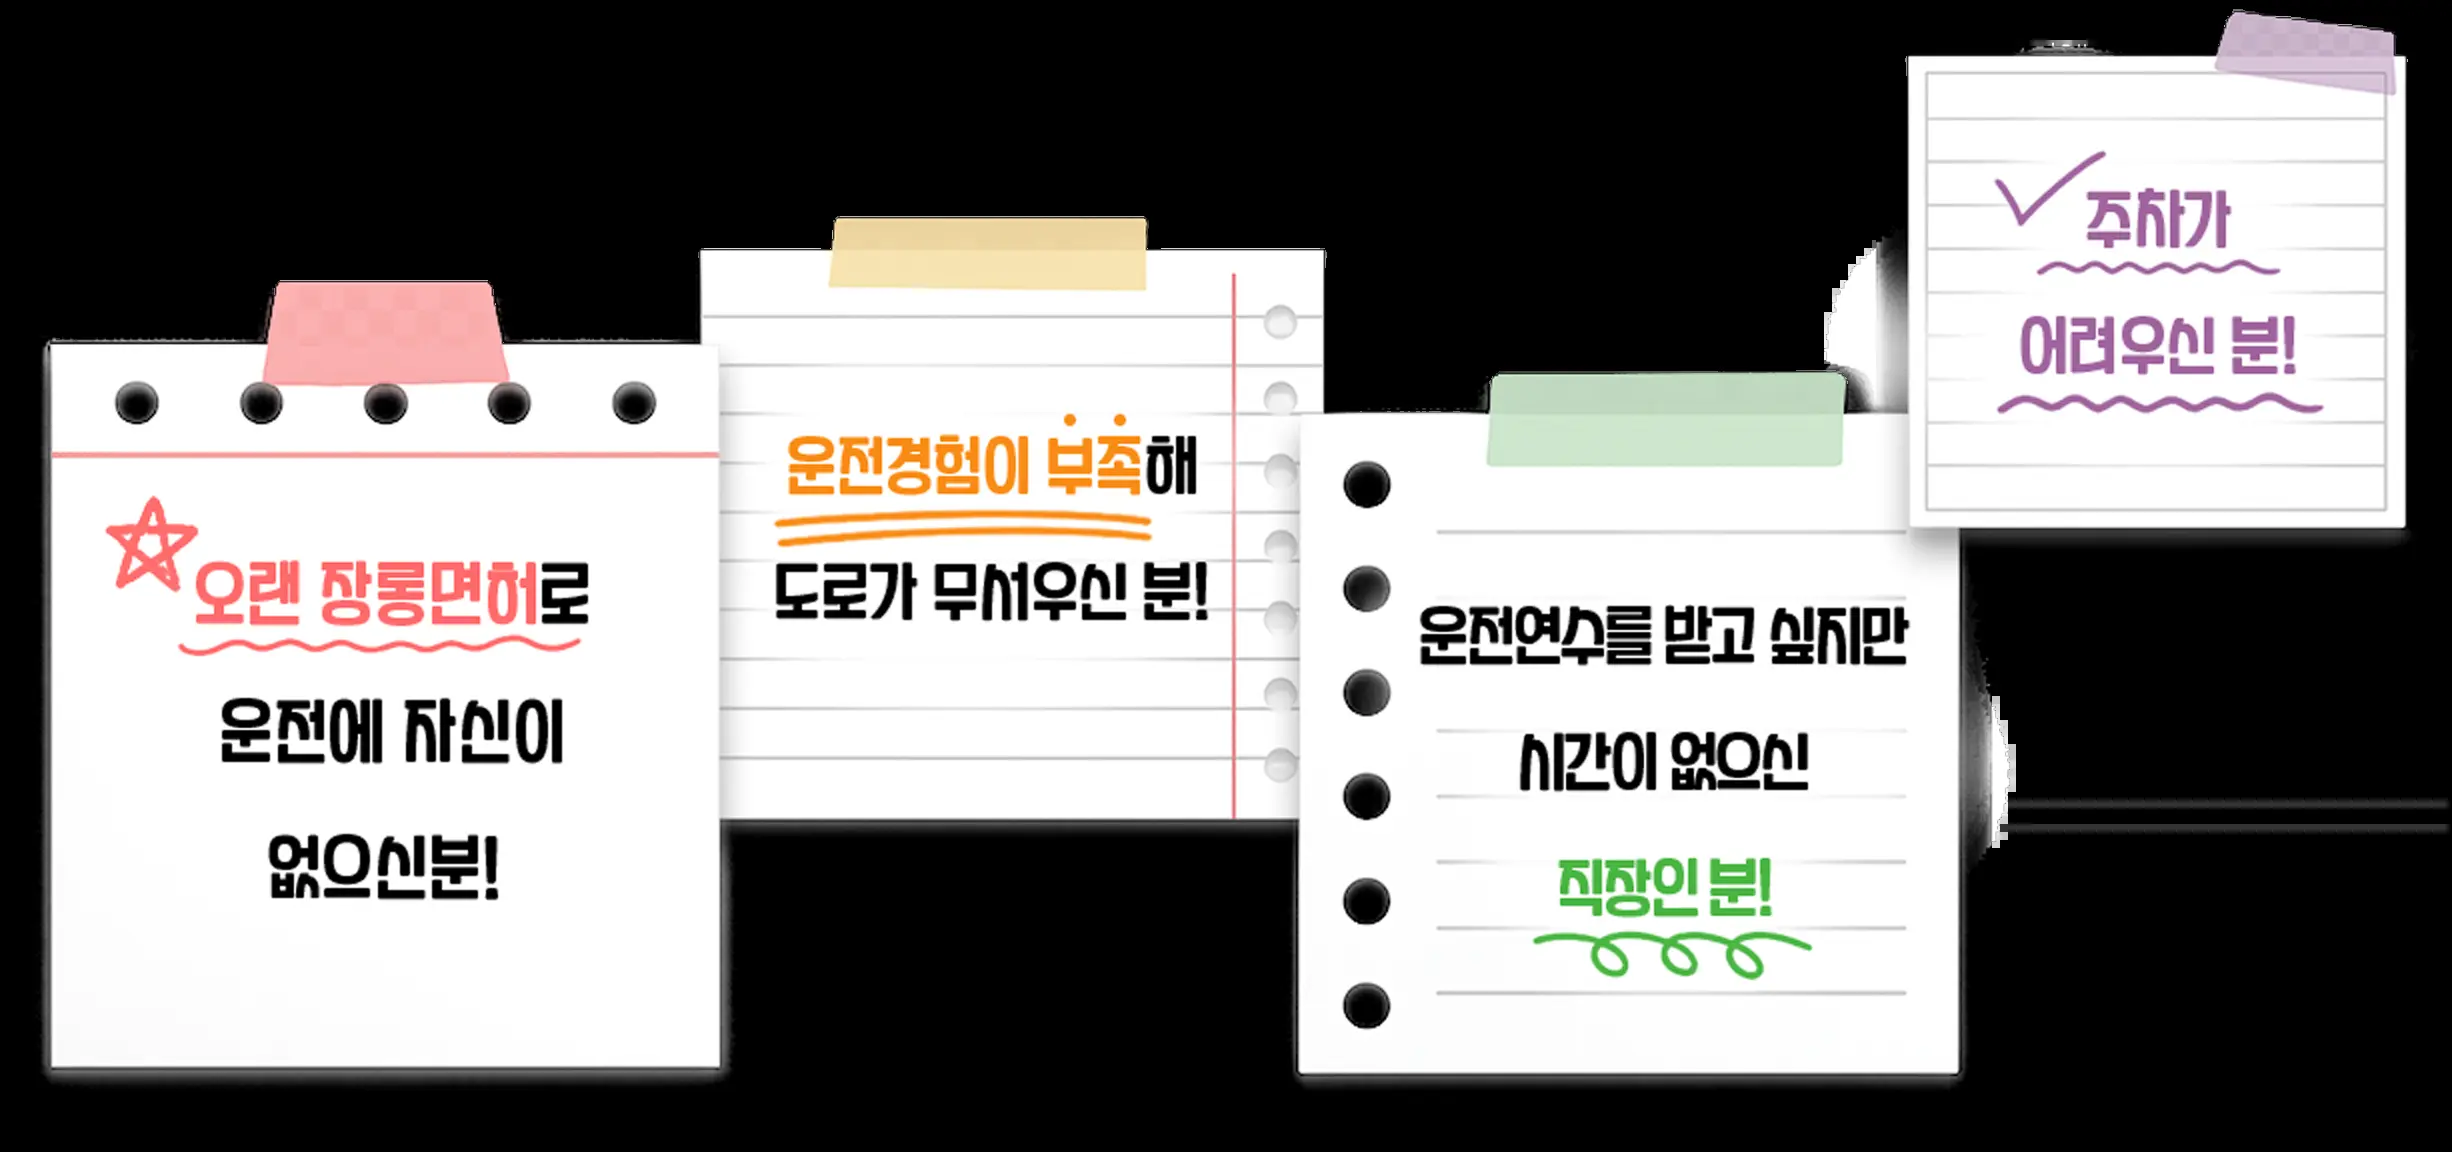 오랜 장롱면허로
운전에 자신이
없으신분!
운전경험이 부족해
도로가 무서우신 분!
운전연수를 받고 싶지만
시간이 없으신
직장인 분!
주차가
어려우신 분!